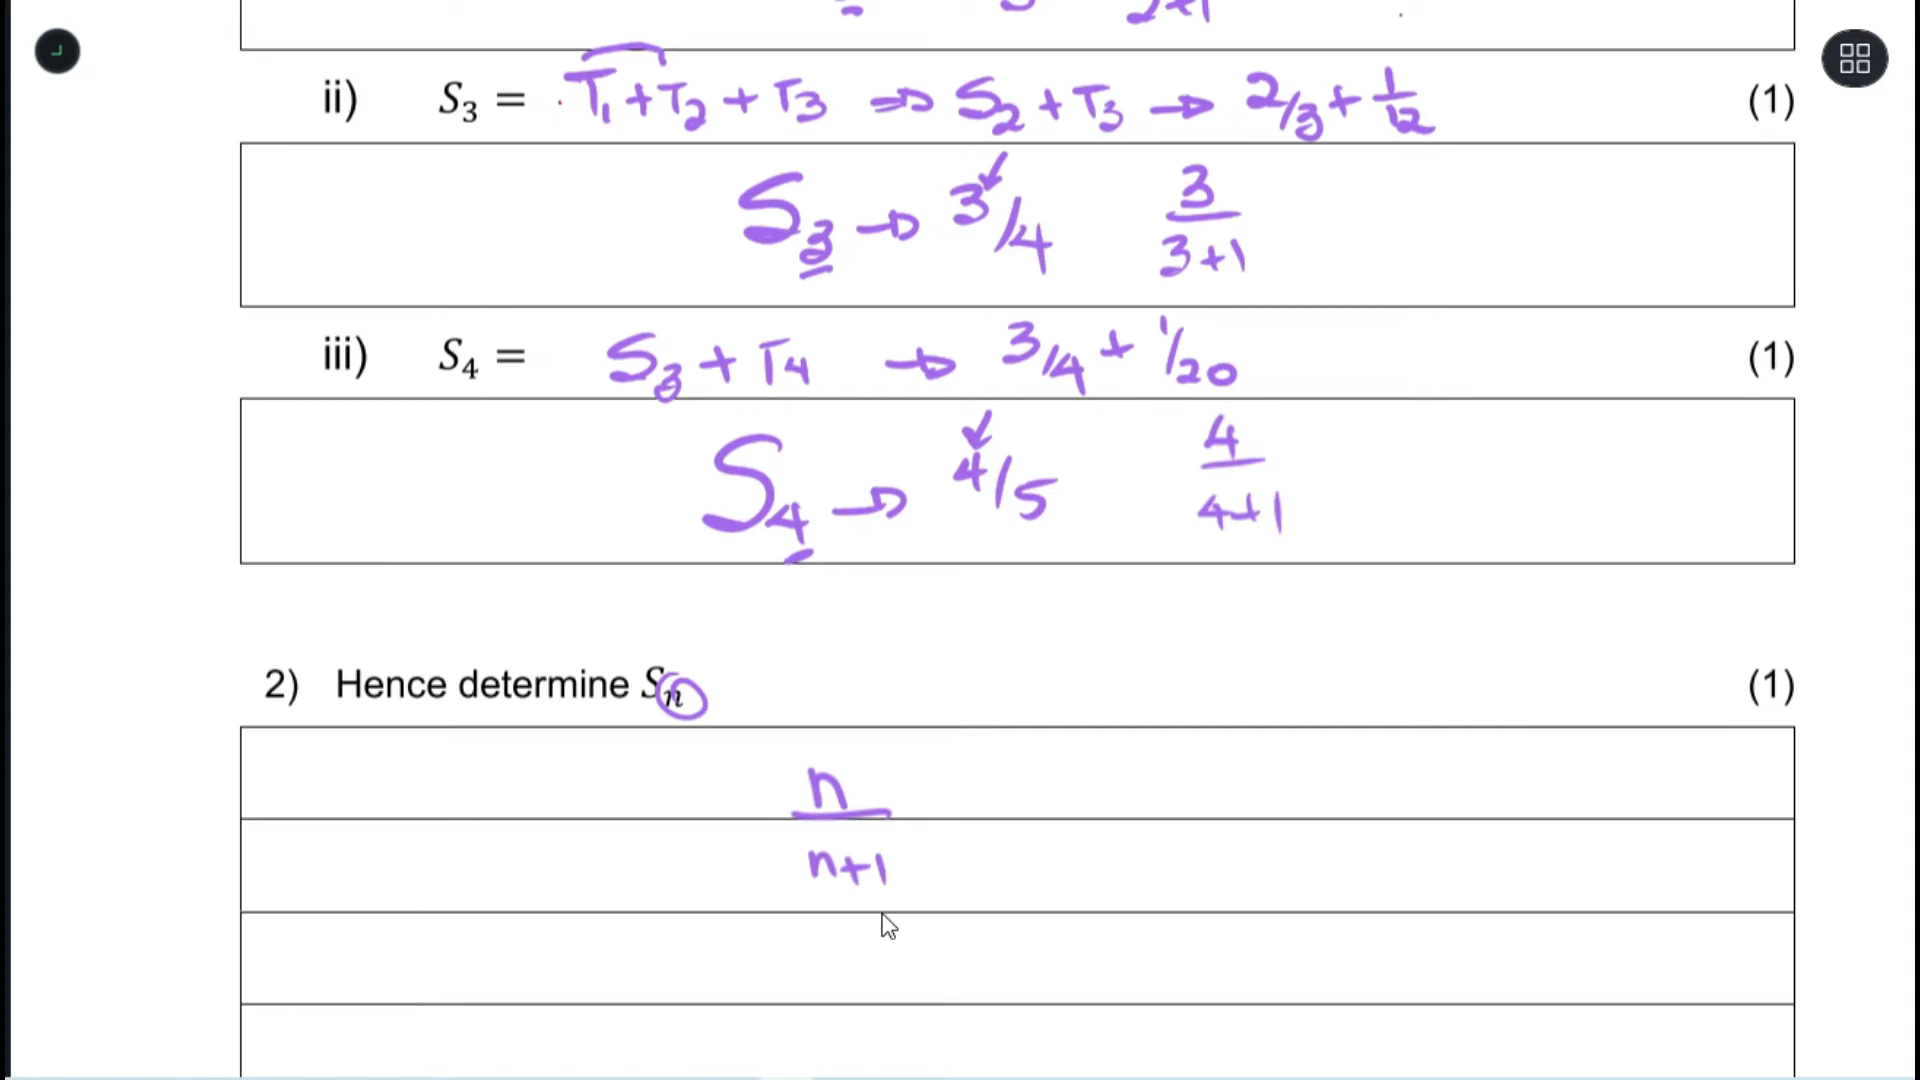 2+1
ii) S₃ = T₁ + T₂ + T₃ ⇒ S₂ + T₃ → 2/3 + 1/12 (1)
S₃ → 3/4 3/(3+1)
iii) S₄ = S₃ + T₄ → 3/4 + 1/20 (1)
S₄ → 4/5 4/(4+1)
2) Hence determine Sₙ (1)
n/(n+1)